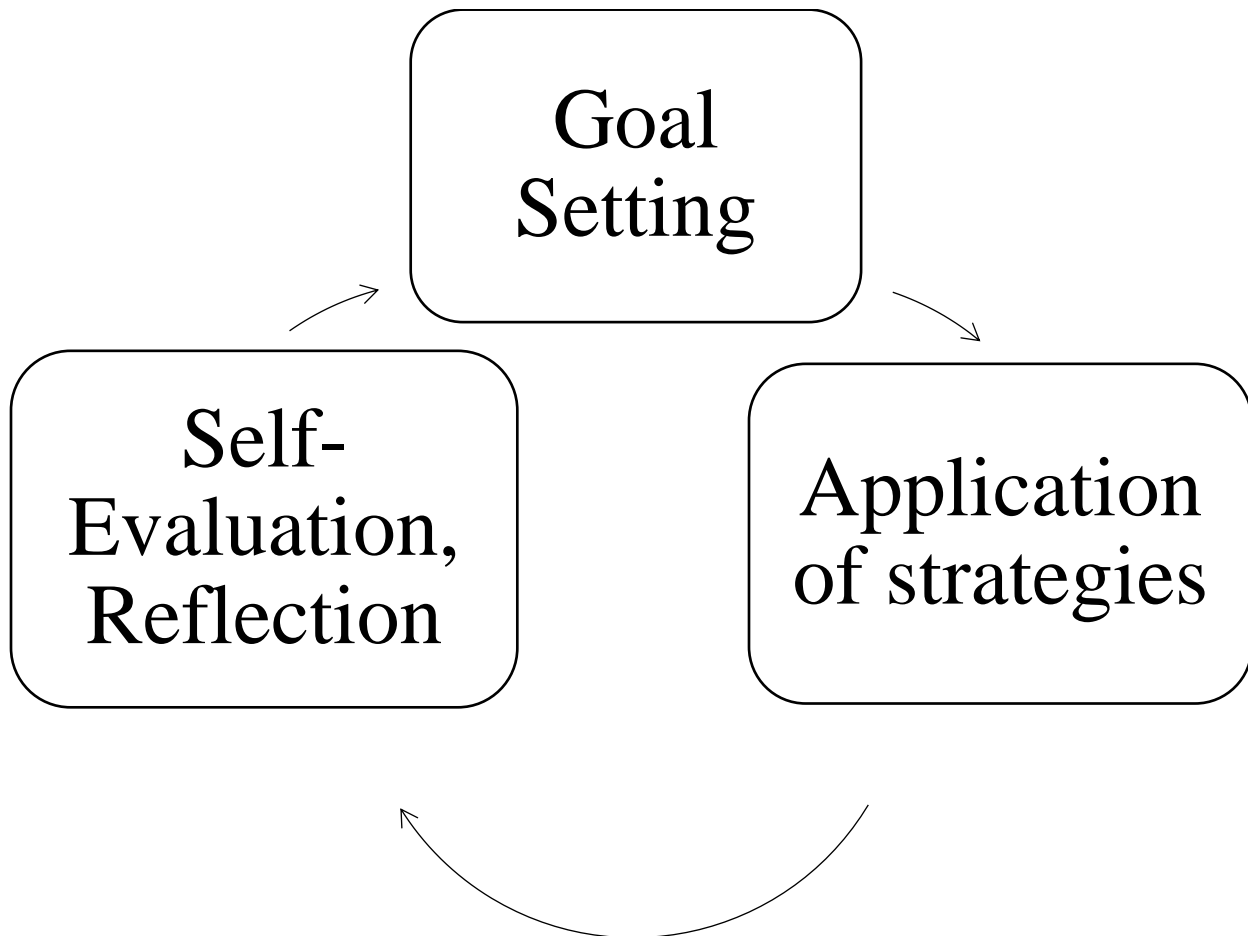 Goal
Setting
Self-
Evaluation,
Reflection
Application
of strategies